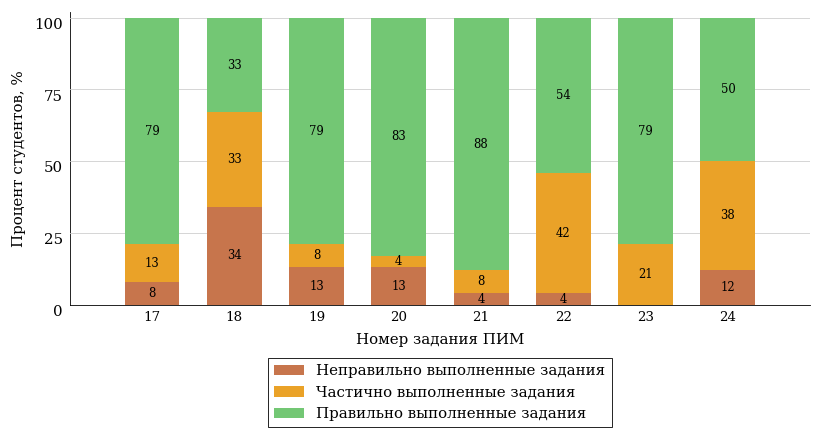 Процент студентов, %
100
75
50
25
0
79 33 79 83 88 54 79 50
13 33 8 4 8 42 21 38
8 34 13 13 4 4 12
17 18 19 20 21 22 23 24
Номер задания ПИМ
Неправильно выполненные задания
Частично выполненные задания
Правильно выполненные задания